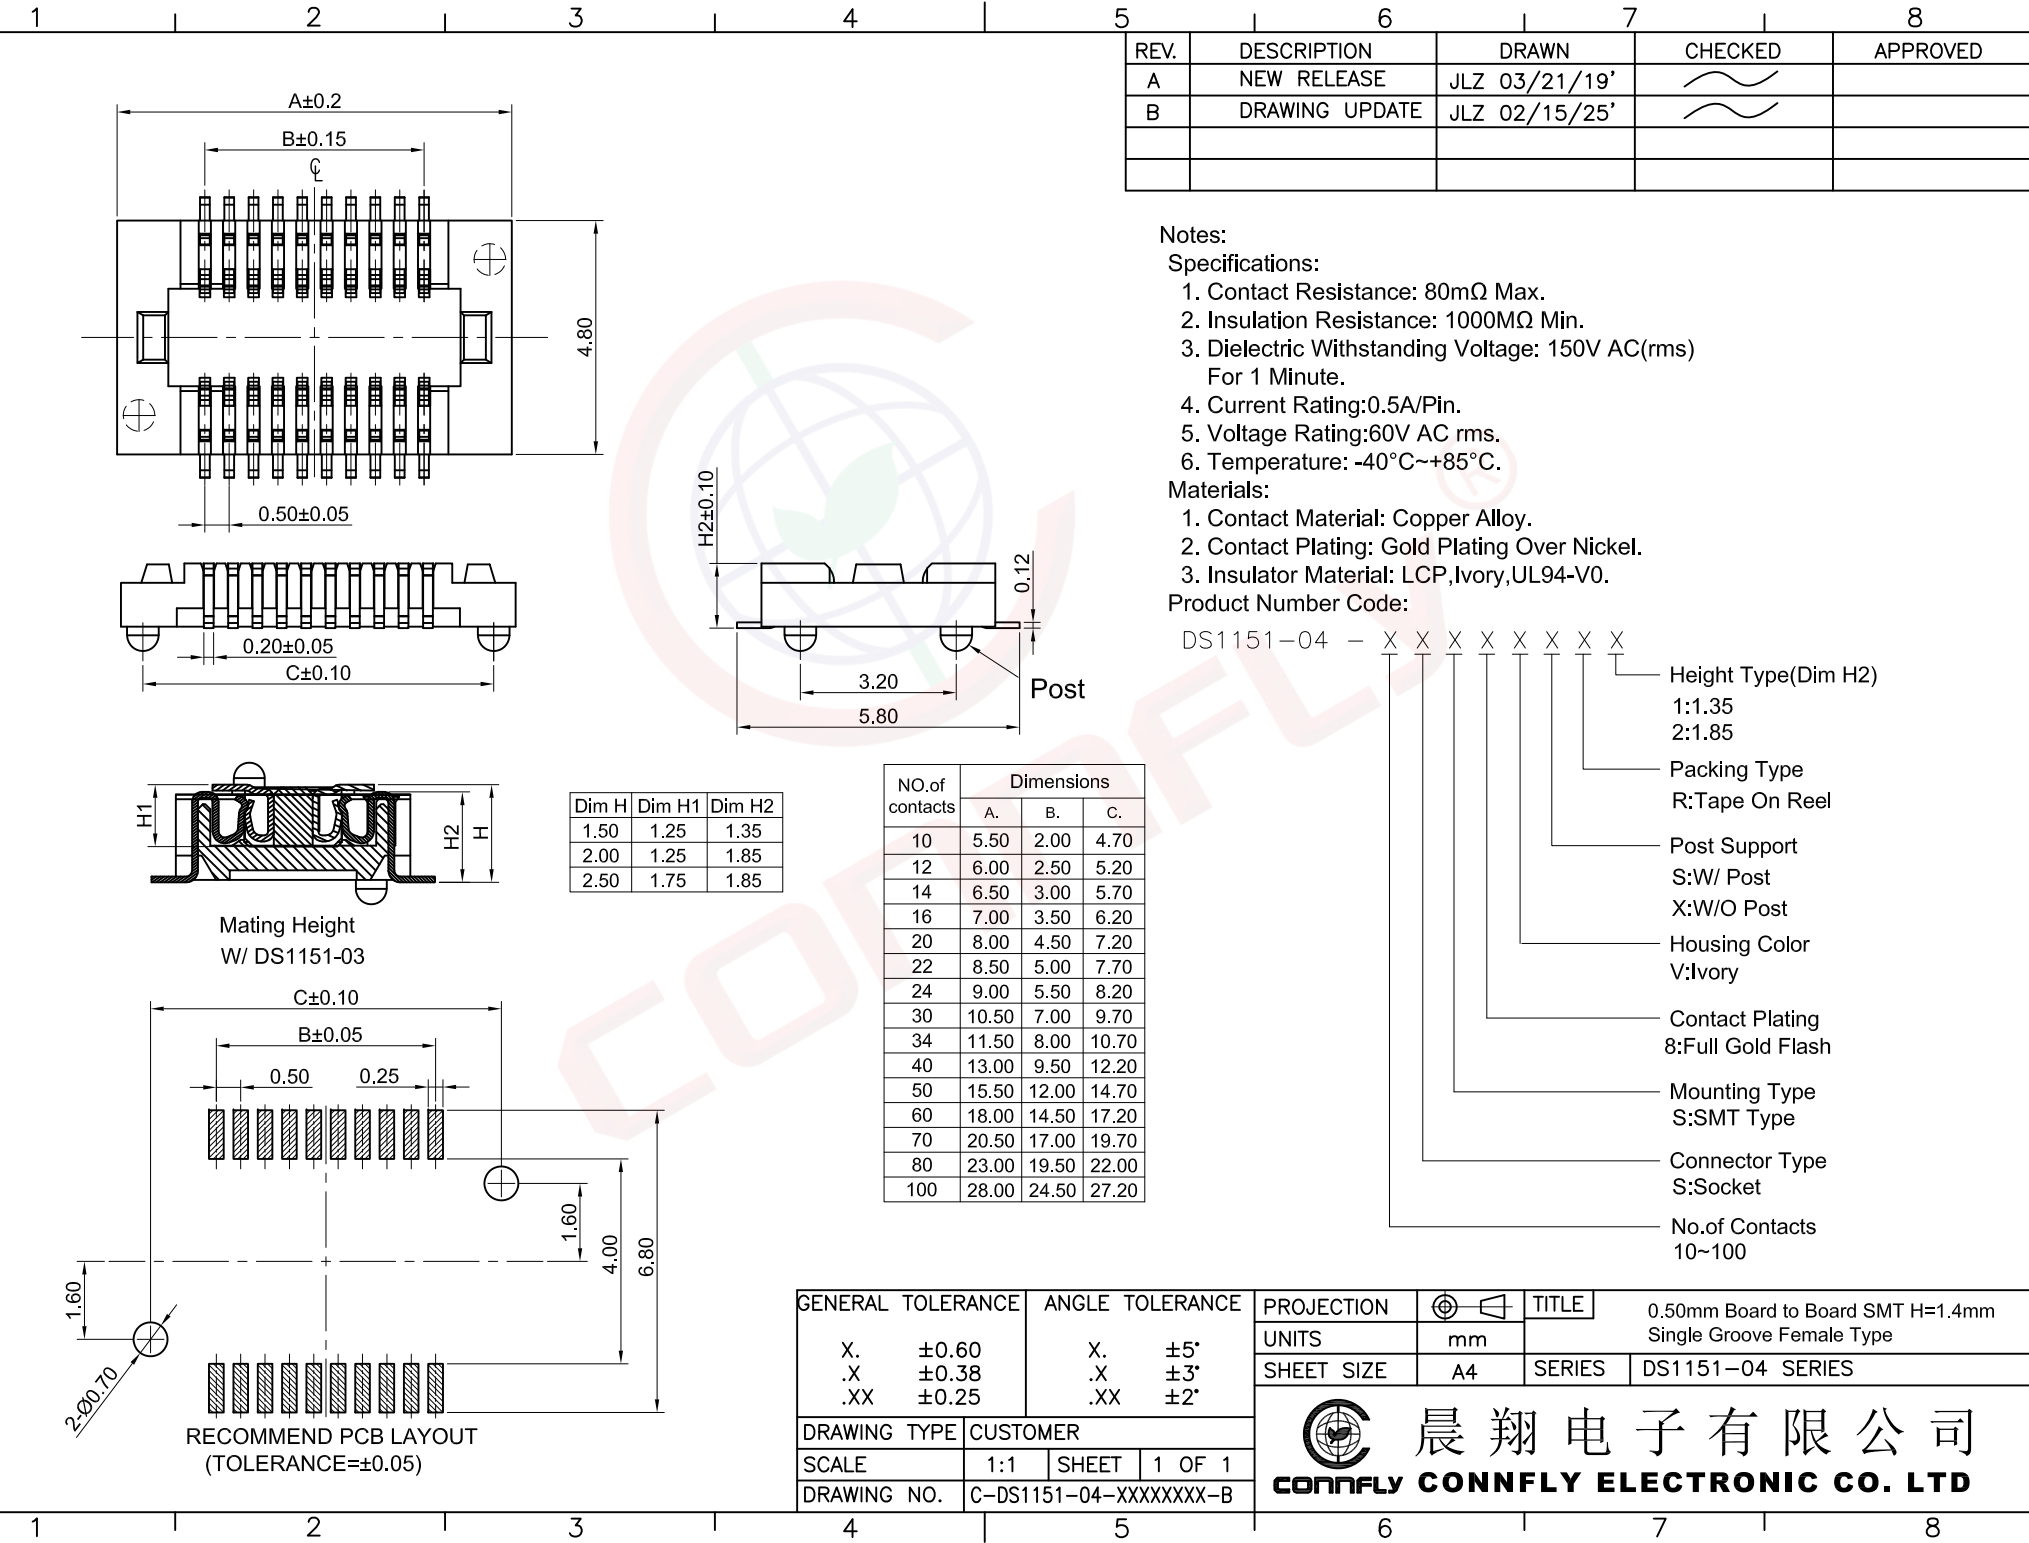 1 2 3 4 5 6 7 8
REV. DESCRIPTION DRAWN CHECKED APPROVED
A NEW RELEASE JLZ 03/21/19'
B DRAWING UPDATE JLZ 02/15/25'
A±0.2
B±0.15
℄
4.80
0.50±0.05
0.20±0.05
C±0.10
H2±0.10
0.12
3.20
Post
5.80
Notes:
Specifications:
1. Contact Resistance: 80mΩ Max.
2. Insulation Resistance: 1000MΩ Min.
3. Dielectric Withstanding Voltage: 150V AC(rms)
For 1 Minute.
4. Current Rating:0.5A/Pin.
5. Voltage Rating:60V AC rms.
6. Temperature: -40°C~+85°C.
Materials:
1. Contact Material: Copper Alloy.
2. Contact Plating: Gold Plating Over Nickel.
3. Insulator Material: LCP,Ivory,UL94-V0.
Product Number Code:
DS1151-04 - X X X X X X X X
Height Type(Dim H2)
1:1.35
2:1.85
Packing Type
R:Tape On Reel
Post Support
S:W/ Post
X:W/O Post
Housing Color
V:Ivory
Contact Plating
8:Full Gold Flash
Mounting Type
S:SMT Type
Connector Type
S:Socket
No.of Contacts
10~100
H1
H2
H
Mating Height
W/ DS1151-03
Dim H Dim H1 Dim H2
1.50 1.25 1.35
2.00 1.25 1.85
2.50 1.75 1.85
NO.of contacts Dimensions
A. B. C.
10 5.50 2.00 4.70
12 6.00 2.50 5.20
14 6.50 3.00 5.70
16 7.00 3.50 6.20
20 8.00 4.50 7.20
22 8.50 5.00 7.70
24 9.00 5.50 8.20
30 10.50 7.00 9.70
34 11.50 8.00 10.70
40 13.00 9.50 12.20
50 15.50 12.00 14.70
60 18.00 14.50 17.20
70 20.50 17.00 19.70
80 23.00 19.50 22.00
100 28.00 24.50 27.20
C±0.10
B±0.05
0.50 0.25
1.60
4.00
6.80
1.60
2-Ø0.70
RECOMMEND PCB LAYOUT
(TOLERANCE=±0.05)
CONNFLY ®
GENERAL TOLERANCE ANGLE TOLERANCE
X. ±0.60 X. ±5°
.X ±0.38 .X ±3°
.XX ±0.25 .XX ±2°
DRAWING TYPE CUSTOMER
SCALE 1:1 SHEET 1 OF 1
DRAWING NO. C-DS1151-04-XXXXXXXX-B
PROJECTION TITLE 0.50mm Board to Board SMT H=1.4mm
Single Groove Female Type
UNITS mm
SHEET SIZE A4 SERIES DS1151-04 SERIES
晨翔电子有限公司
CONNFLY CONNFLY ELECTRONIC CO. LTD
1 2 3 4 5 6 7 8